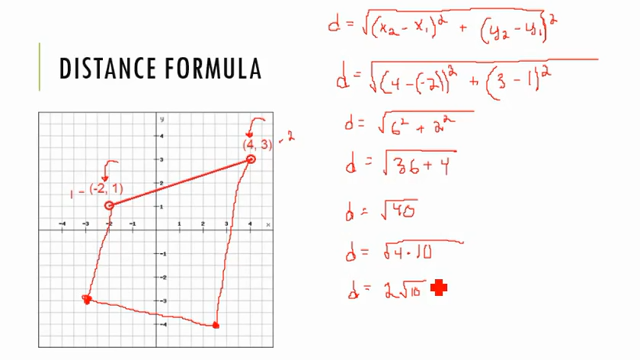 DISTANCE FORMULA
d = √(x₂ - x₁)² + (y₂ - y₁)²
d = √(4 - (-2))² + (3 - 1)²
d = √6² + 2²
d = √36 + 4
d = √40
d = √4 · 10
d = 2√10
y
4
(4, 3) - 2
3
2
1 - (-2, 1)
1
-4 -3 -2 -1 1 2 3 4 x
-1
-2
-3
-4